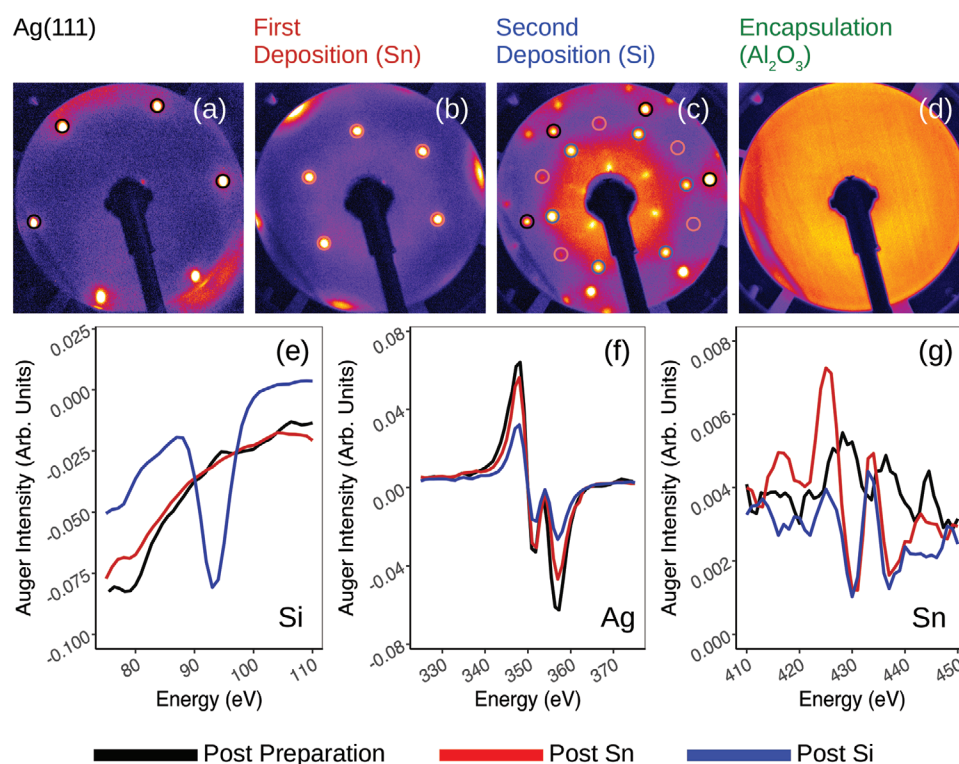 Ag(111)
First
Deposition (Sn)
Second
Deposition (Si)
Encapsulation
(Al₂O₃)
(a)
(b)
(c)
(d)
Auger Intensity (Arb. Units)
0.025
0.000
-0.025
-0.050
-0.075
-0.100
(e)
Si
80
90
100
110
Energy (eV)
Auger Intensity (Arb. Units)
0.08
0.04
0.00
-0.04
-0.08
(f)
Ag
330
340
350
360
370
Energy (eV)
Auger Intensity (Arb. Units)
0.008
0.006
0.004
0.002
0.000
(g)
Sn
410
420
430
440
450
Energy (eV)
Post Preparation
Post Sn
Post Si